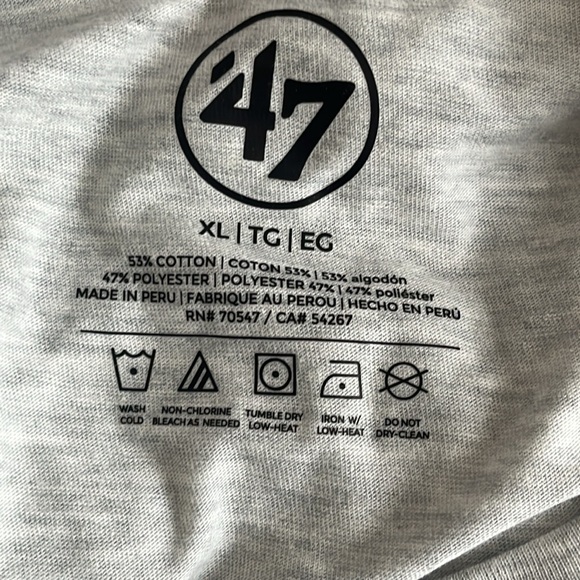 '47
XL | TG | EG
53% COTTON | COTON 53% | 53% algodón
47% POLYESTER | POLYESTER 47% | 47% poliéster
MADE IN PERU | FABRIQUE AU PEROU | HECHO EN PERÚ
RN# 70547 / CA# 54267
WASH COLD
NON-CHLORINE BLEACH AS NEEDED
TUMBLE DRY LOW-HEAT
IRON W/ LOW-HEAT
DO NOT DRY-CLEAN